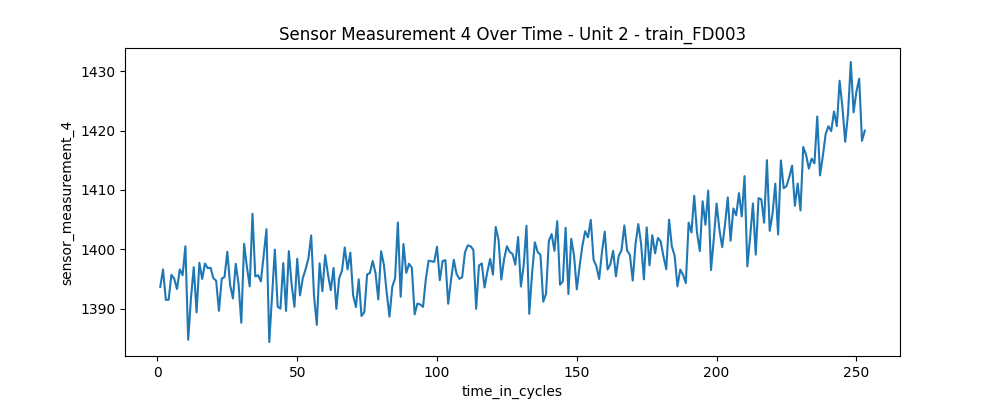 Sensor Measurement 4 Over Time - Unit 2 - train_FD003
sensor_measurement_4
1430
1420
1410
1400
1390
0 50 100 150 200 250
time_in_cycles